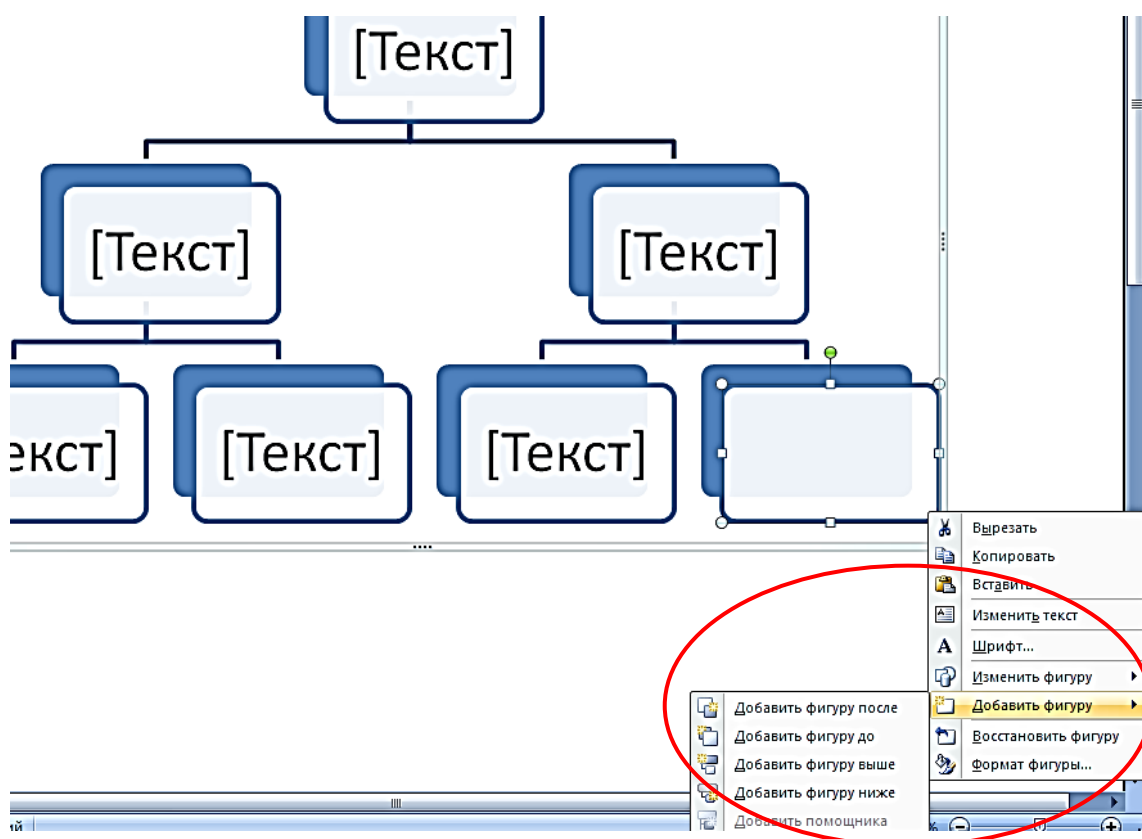 [Текст]
[Текст]
[Текст]
екст]
[Текст]
[Текст]
Вырезать
Копировать
Вставить
Изменить текст
Шрифт...
Изменить фигуру
Добавить фигуру
Восстановить фигуру
Формат фигуры...
Добавить фигуру после
Добавить фигуру до
Добавить фигуру выше
Добавить фигуру ниже
Добавить помощника
ий
%